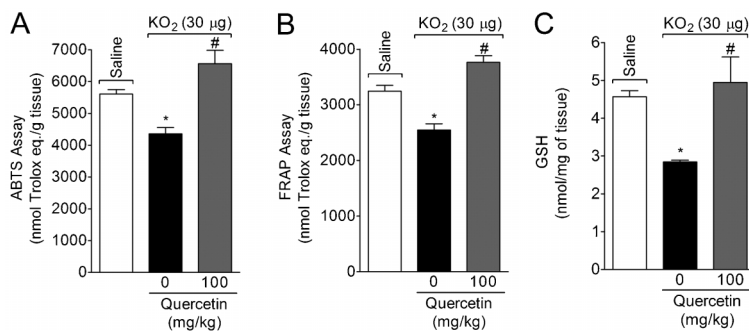 A
KO2 (30 µg)
Saline
#
*
7000
6000
5000
4000
3000
2000
1000
0
ABTS Assay
(nmol Trolox eq./g tissue)
0 100
Quercetin
(mg/kg)
B
KO2 (30 µg)
Saline
#
*
4000
3000
2000
1000
0
FRAP Assay
(nmol Trolox eq./g tissue)
0 100
Quercetin
(mg/kg)
C
KO2 (30 µg)
Saline
#
*
6
5
4
3
2
1
0
GSH
(nmol/mg of tissue)
0 100
Quercetin
(mg/kg)